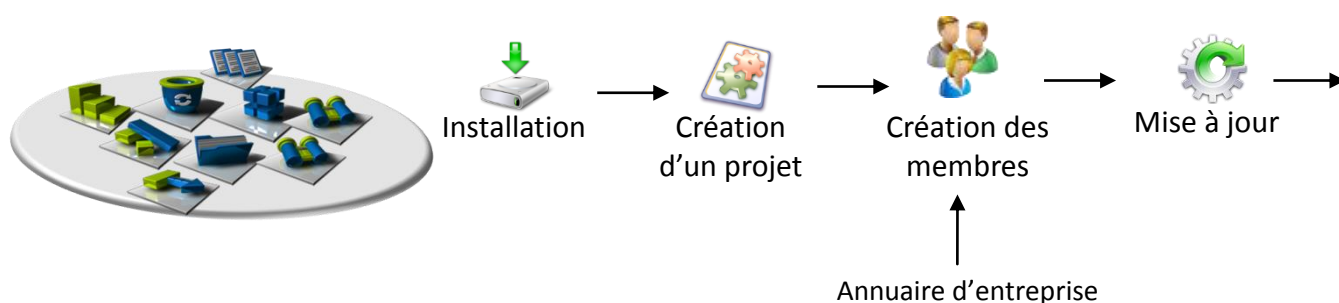 Installation
Création
d’un projet
Création des
membres
Mise à jour
Annuaire d’entreprise